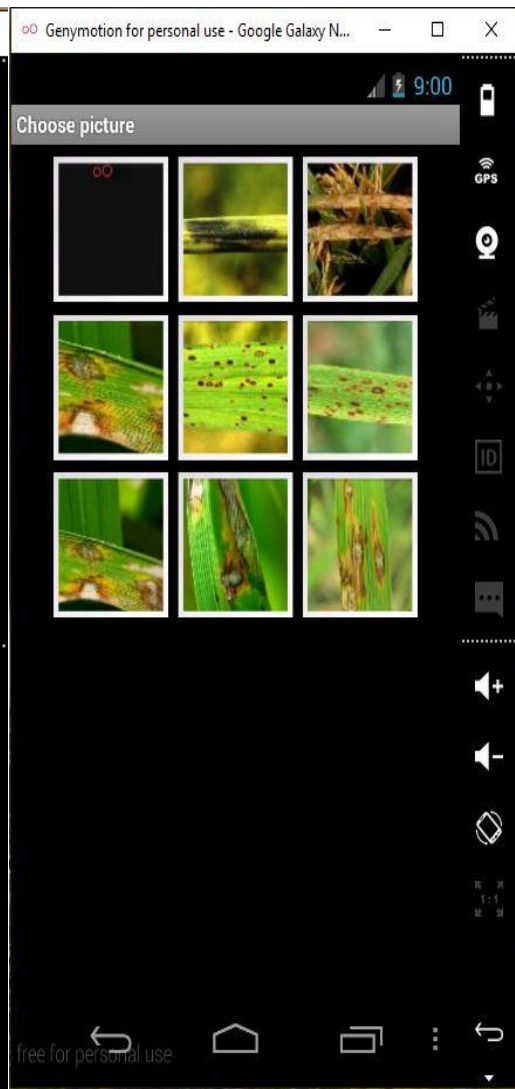 Genymotion for personal use - Google Galaxy N...
9:00
Choose picture
GPS
ID
1:1
free for personal use